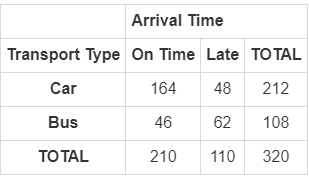 Arrival Time
Transport Type On Time Late TOTAL
Car 164 48 212
Bus 46 62 108
TOTAL 210 110 320